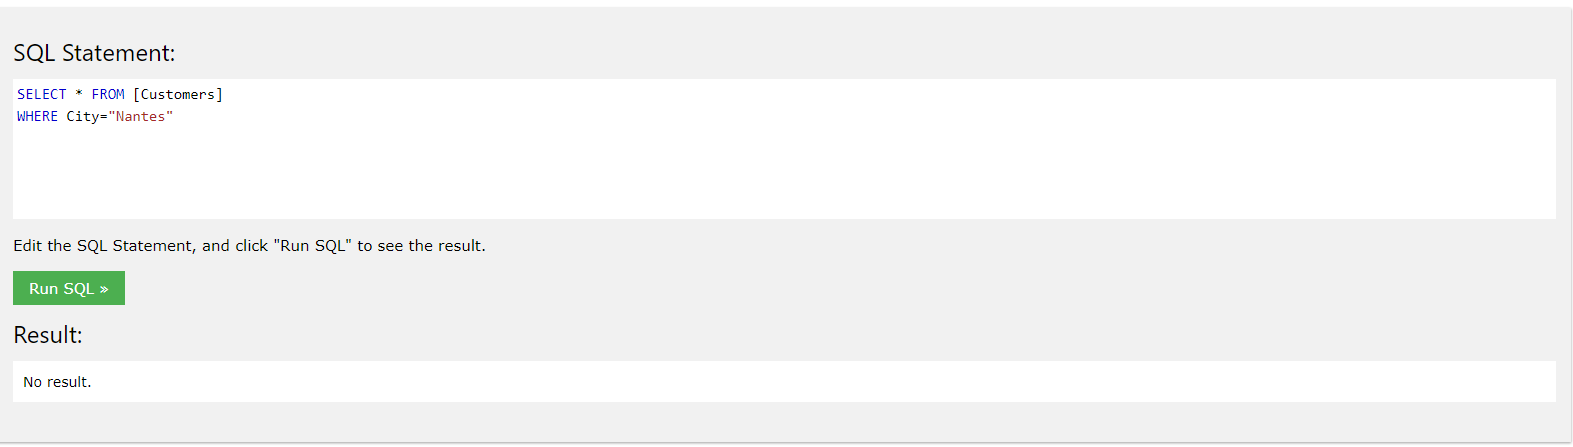 SQL Statement:
SELECT * FROM [Customers]
WHERE City="Nantes"
Edit the SQL Statement, and click "Run SQL" to see the result.
Run SQL »
Result:
No result.